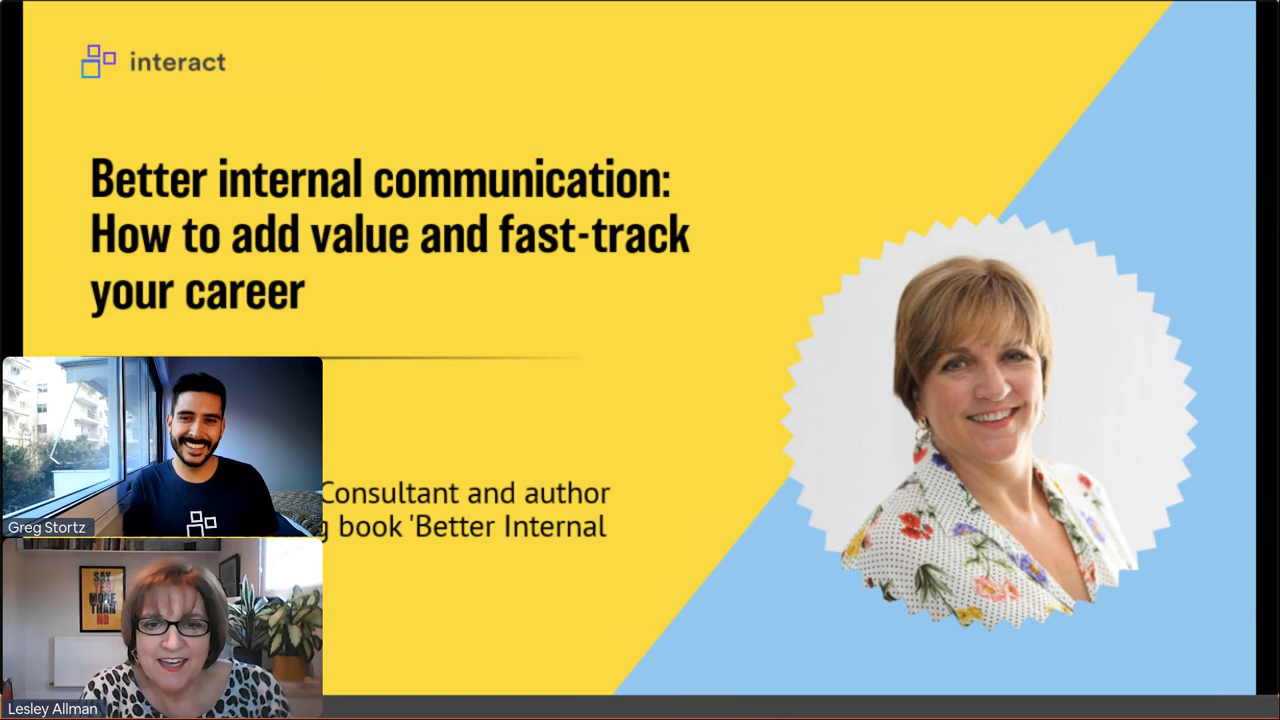 interact
Better internal communication:
How to add value and fast-track
your career
Consultant and author
book 'Better Internal
Greg Stortz
SAY
YES
MORE
THAN
NO
Lesley Allman